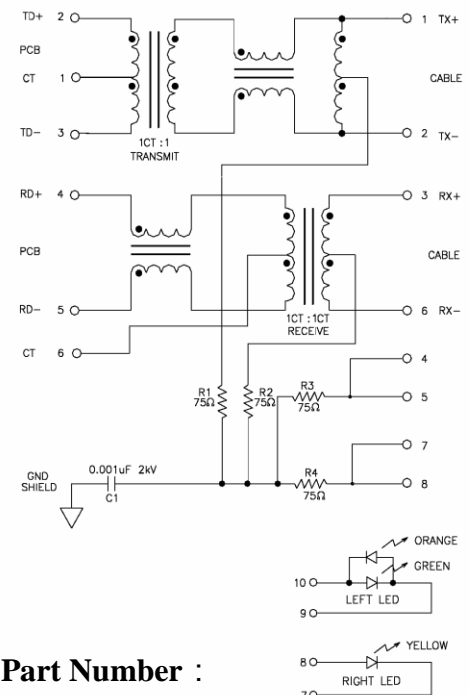 TD+ 2 1 TX+
PCB
CT 1 CABLE
TD- 3 2 TX-
1CT : 1
TRANSMIT
RD+ 4 3 RX+
PCB CABLE
RD- 5 6 RX-
1CT : 1CT
RECEIVE
CT 6 4
R1 75Ω R2 75Ω R3 75Ω 5
7
R4 75Ω 8
GND SHIELD 0.001uF 2kV C1
ORANGE
GREEN
10
LEFT LED
9
YELLOW
8
RIGHT LED
7
Part Number :